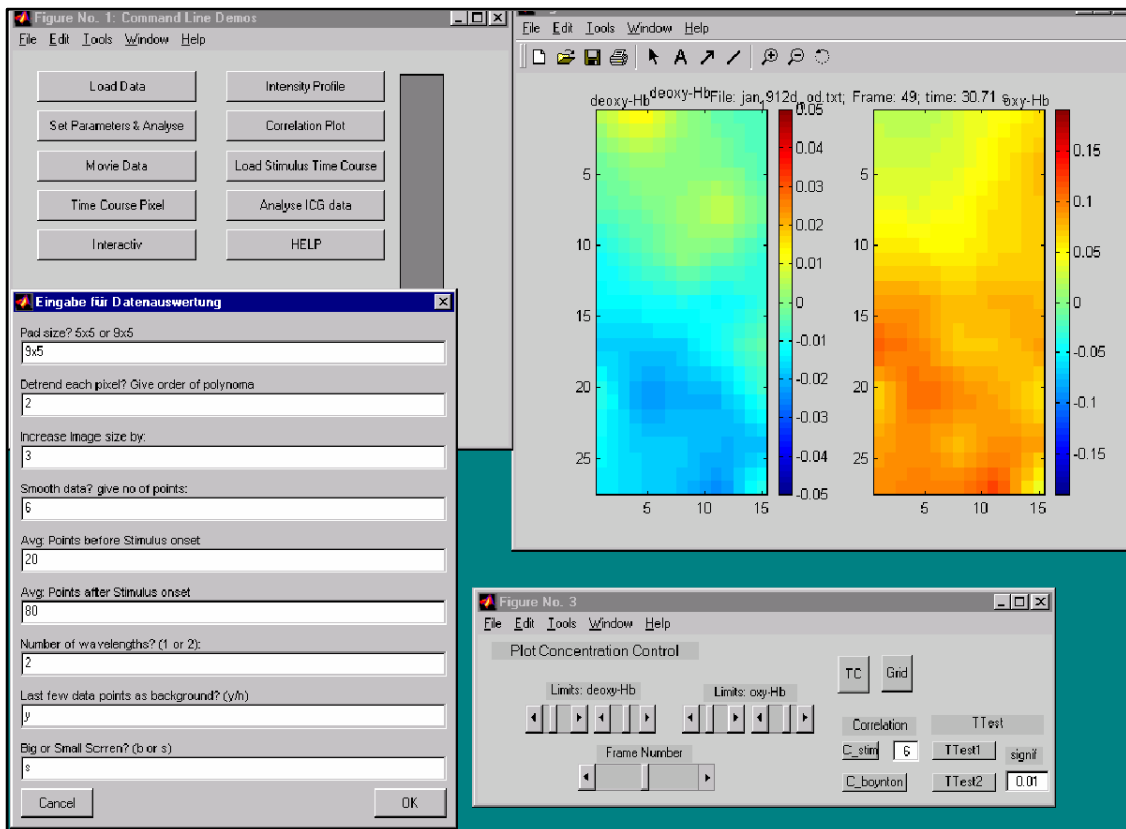 Figure No. 1: Command Line Demos
File Edit Tools Window Help
Load Data
Intensity Profile
Set Parameters & Analyse
Correlation Plot
Movie Data
Load Stimulus Time Course
Time Course Pixel
Analyse ICG data
Interactiv
HELP
Eingabe für Datenauswertung
Pad size? 5x5 or 9x5
9x5
Detrend each pixel? Give order of polynoma
2
Increase Image size by:
3
Smooth data? give no of points:
6
Avg: Points before Stimulus onset
20
Avg: Points after Stimulus onset
80
Number of wavelengths? (1 or 2):
2
Last few data points as background? (y/n)
y
Big or Small Scrren? (b or s)
s
Cancel
OK
File Edit Tools Window Help
A
deoxy-Hb
deoxy-Hb
File: jan_912d_od.txt; Frame: 49; time: 30.71 s
oxy-Hb
5
10
15
20
25
5 10 15
0.05
0.04
0.03
0.02
0.01
0
-0.01
-0.02
-0.03
-0.04
-0.05
5
10
15
20
25
5 10 15
0.15
0.1
0.05
0
-0.05
-0.1
-0.15
Figure No. 3
File Edit Tools Window Help
Plot Concentration Control
TC
Grid
Limits: deoxy-Hb
Limits: oxy-Hb
Frame Number
Correlation
TTest
C_stim
6
TTest1
signif
C_boynton
TTest2
0.01